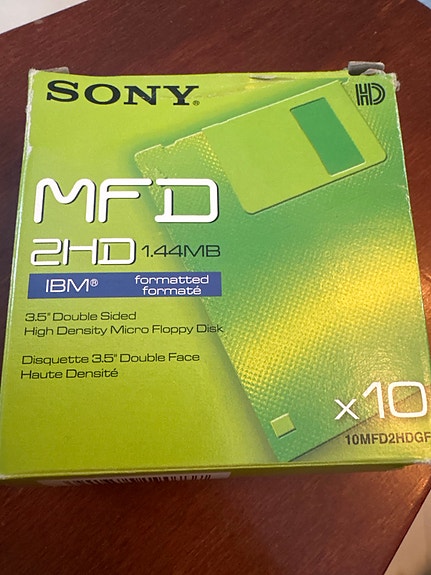 SONY®
HD
MFD
2HD 1.44MB
IBM® formatted
formaté
3.5" Double Sided
High Density Micro Floppy Disk
Disquette 3.5" Double Face
Haute Densité
x10
10MFD2HDGF